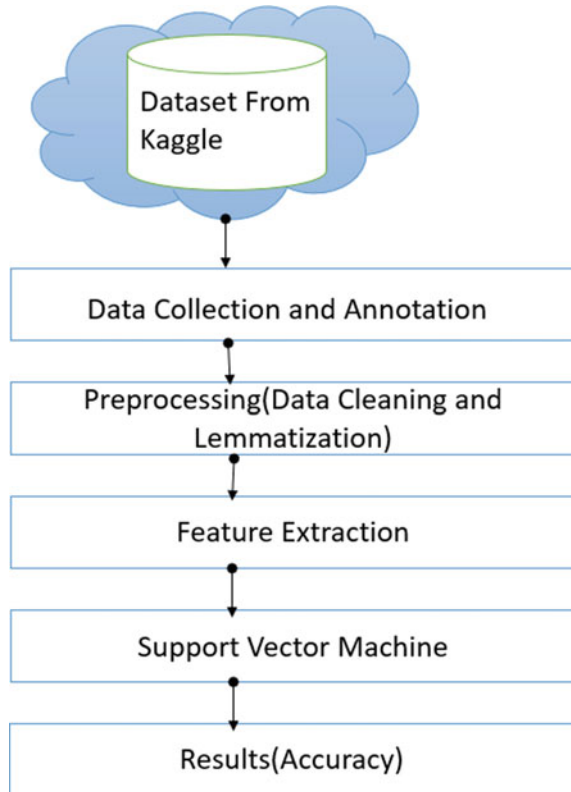 Dataset From
Kaggle
Data Collection and Annotation
Preprocessing(Data Cleaning and
Lemmatization)
Feature Extraction
Support Vector Machine
Results(Accuracy)